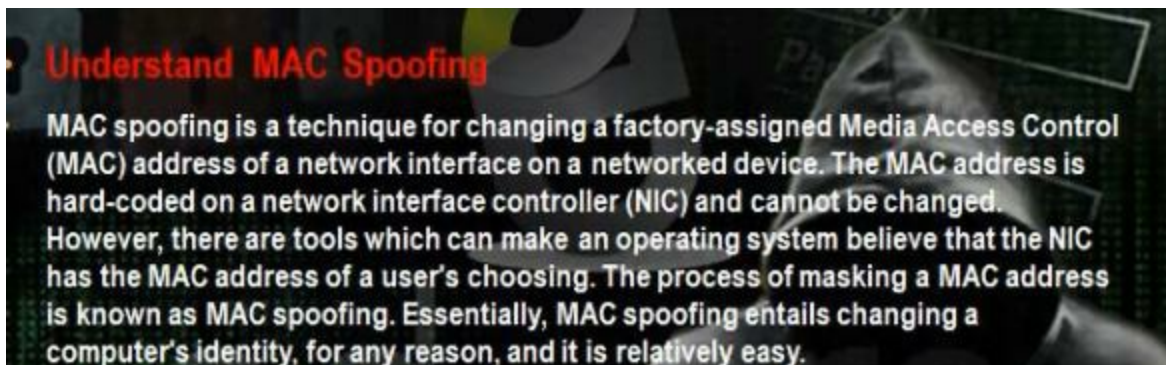 Understand MAC Spoofing
MAC spoofing is a technique for changing a factory-assigned Media Access Control
(MAC) address of a network interface on a networked device. The MAC address is
hard-coded on a network interface controller (NIC) and cannot be changed.
However, there are tools which can make an operating system believe that the NIC
has the MAC address of a user's choosing. The process of masking a MAC address
is known as MAC spoofing. Essentially, MAC spoofing entails changing a
computer's identity, for any reason, and it is relatively easy.